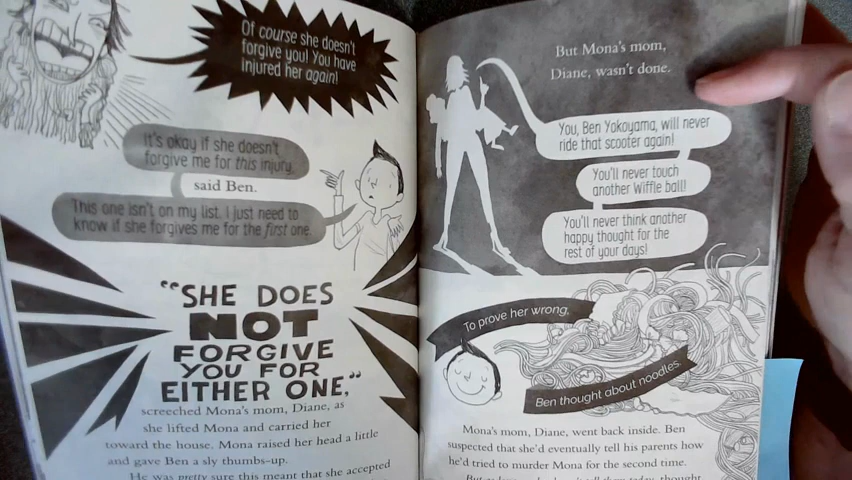 Of course she doesn't
forgive you! You have
injured her again!
It's okay if she doesn't
forgive me for this injury,
said Ben.
This one isn't on my list. I just need to
know if she forgives me for the first one.
"SHE DOES
NOT
FORGIVE
YOU FOR
EITHER ONE,"
screeched Mona's mom, Diane, as
she lifted Mona and carried her
toward the house. Mona raised her head a little
and gave Ben a sly thumbs-up.
He was pretty sure this meant that she accepted
But Mona's mom,
Diane, wasn't done.
You, Ben Yokoyama, will never
ride that scooter again!
You'll never touch
another Wiffle ball!
You'll never think another
happy thought for the
rest of your days!
To prove her wrong,
Ben thought about noodles.
Mona's mom, Diane, went back inside. Ben
suspected that she'd eventually tell his parents how
he'd tried to murder Mona for the second time.
thought